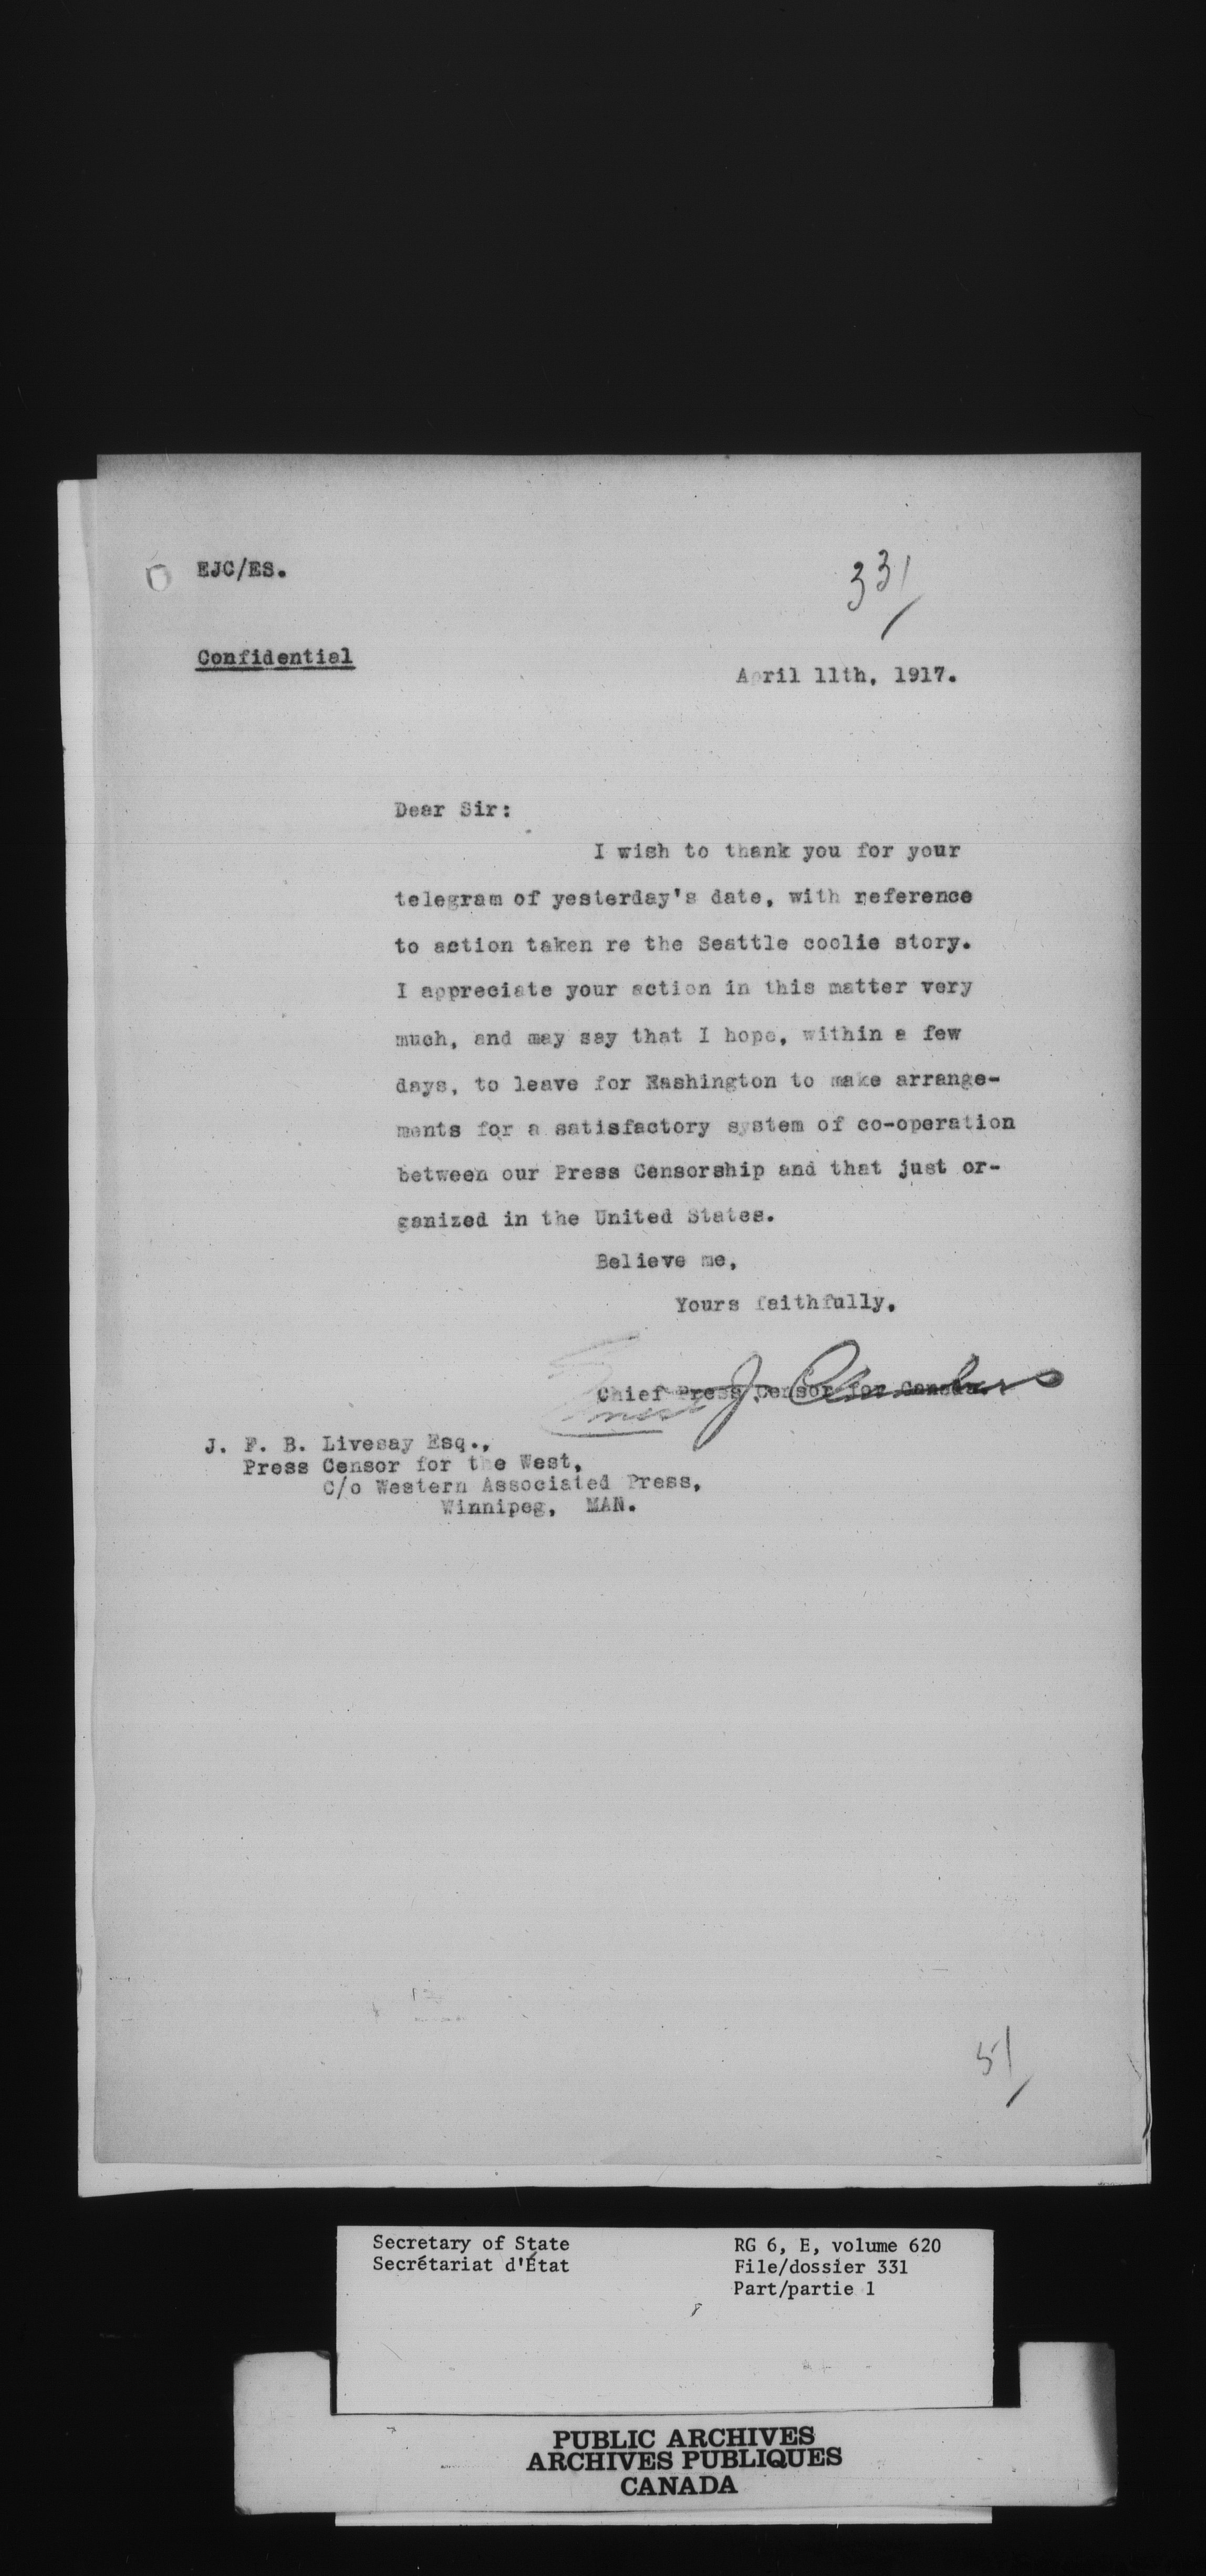 EJC/ES.
331
Confidential
April 11th, 1917.
Dear Sir:
I wish to thank you for your
telegram of yesterday's date, with reference
to action taken re the Seattle coolie story.
I appreciate your action in this matter very
much, and may say that I hope, within a few
days, to leave for Washington to make arrange-
ments for a satisfactory system of co-operation
between our Press Censorship and that just or-
ganized in the United States.
Believe me,
Yours faithfully,
Ernest J. Chambers
Chief Press Censor for Canada.
J. F. B. Livesay Esq.,
Press Censor for the West,
C/o Western Associated Press,
Winnipeg, MAN.
51
Secretary of State
Secrétariat d'État
RG 6, E, volume 620
File/dossier 331
Part/partie 1
PUBLIC ARCHIVES
ARCHIVES PUBLIQUES
CANADA